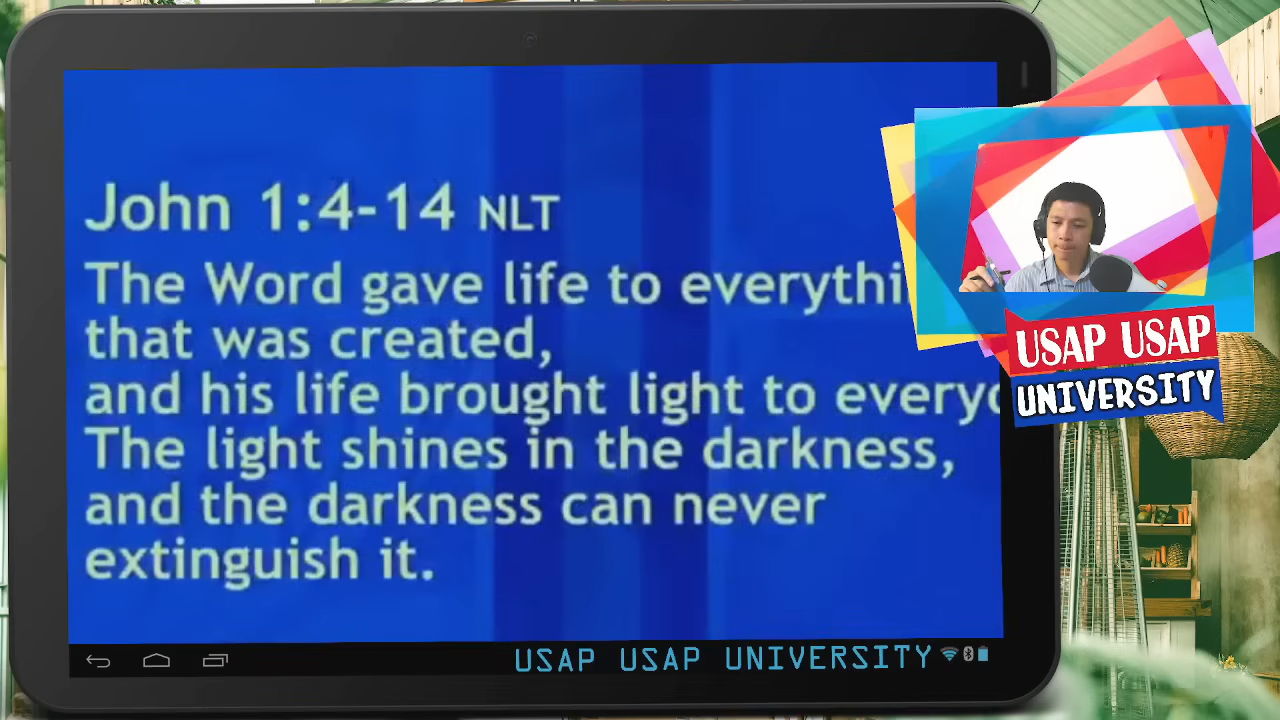 John 1:4-14 NLT
The Word gave life to everythi
that was created,
and his life brought light to everyo
The light shines in the darkness,
and the darkness can never
extinguish it.
USAP USAP
UNIVERSITY
USAP USAP UNIVERSITY